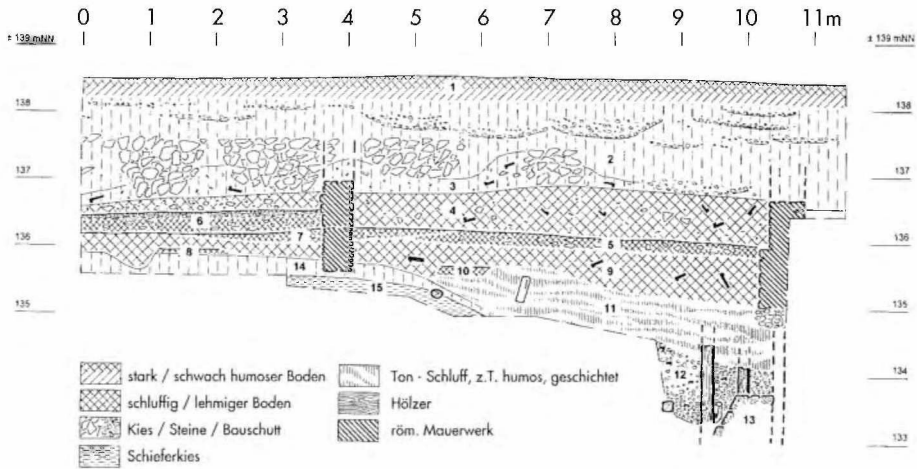 0 1 2 3 4 5 6 7 8 9 10 11m
± 139 mNN ± 139 mNN
138 138
1
2
137 137
3
4
6
7 5
136 136
8
14 10 9
15
135 11 135
12
134 134
13
133
stark / schwach humoser Boden
schluffig / lehmiger Boden
Kies / Steine / Bauschutt
Schieferkies
Ton - Schluff, z.T. humos, geschichtet
Hölzer
röm. Mauerwerk